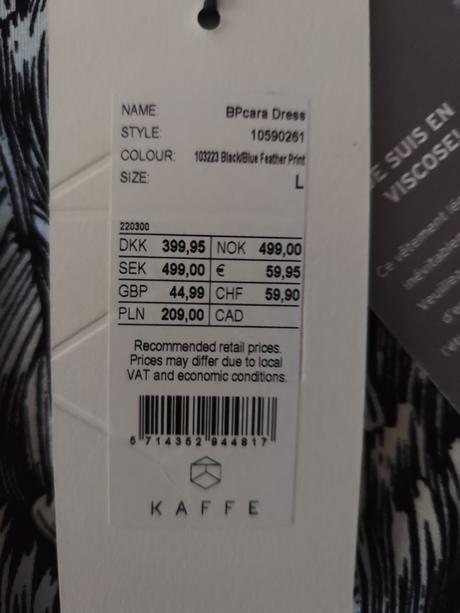 NAME: BPcara Dress
STYLE: 10590261
COLOUR: 103223 Black/Blue Feather Print
SIZE: L
220300
DKK 399,95 NOK 499,00
SEK 499,00 € 59,95
GBP 44,99 CHF 59,90
PLN 209,00 CAD
Recommended retail prices.
Prices may differ due to local
VAT and economic conditions.
5 714352 944817
KAFFE
JE SUIS EN
VISCOSE!
Ce vêtement